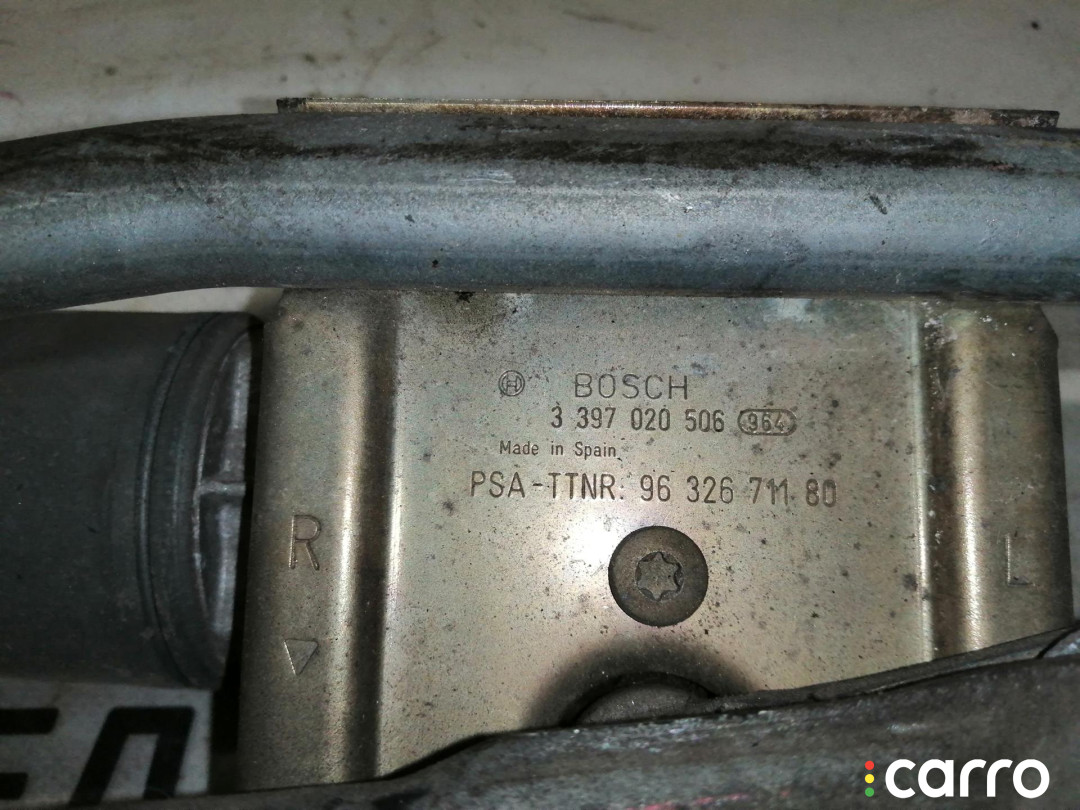 BOSCH
3 397 020 506 964
Made in Spain
PSA-TTNR. 96 326 711 80
R
L
carro